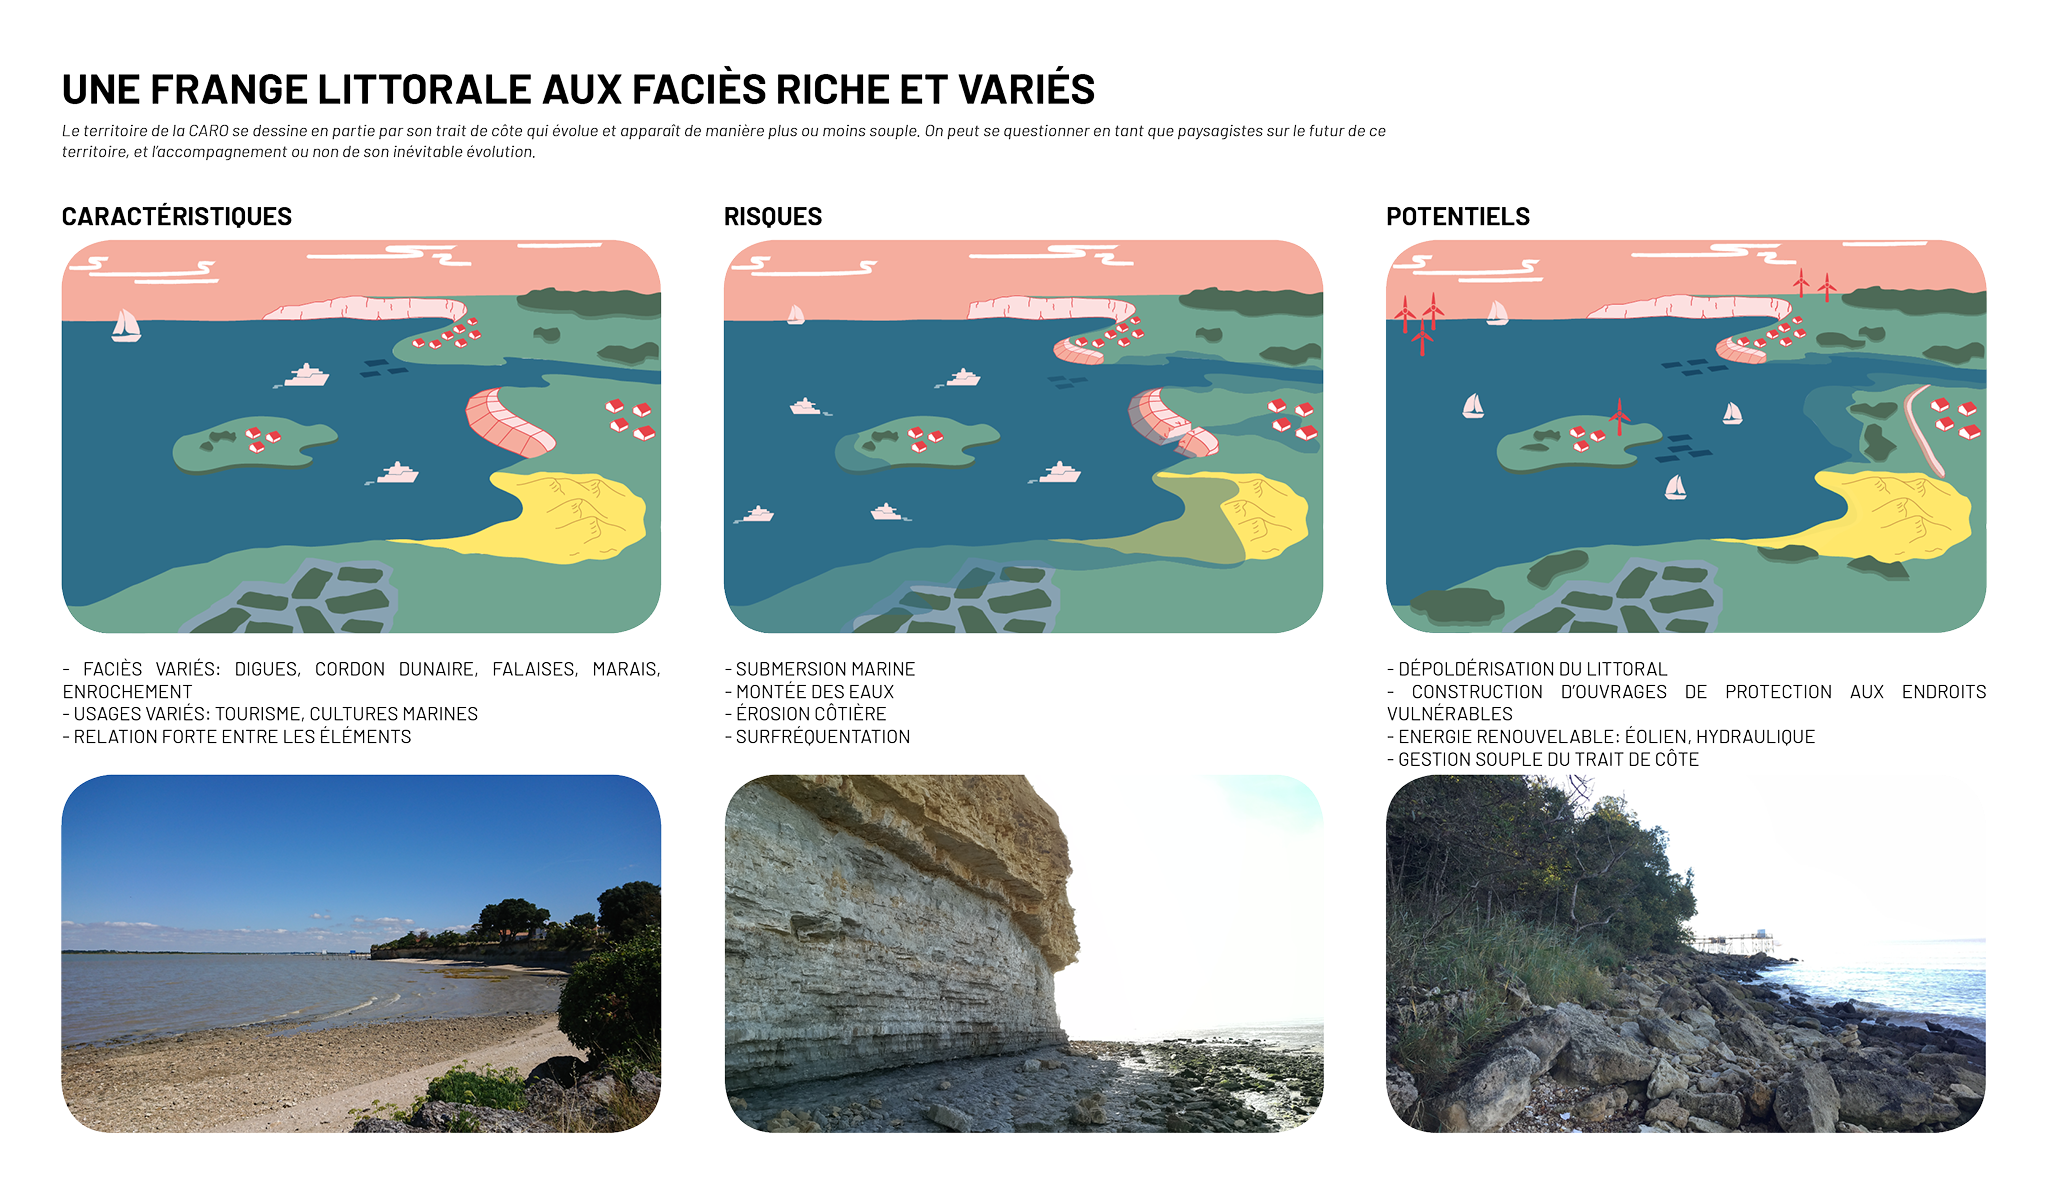 UNE FRANGE LITTORALE AUX FACIÈS RICHE ET VARIÉS
Le territoire de la CARO se dessine en partie par son trait de côte qui évolue et apparaît de manière plus ou moins souple. On peut se questionner en tant que paysagistes sur le futur de ce
territoire, et l'accompagnement ou non de son inévitable évolution.
CARACTÉRISTIQUES
- FACIÈS VARIÉS: DIGUES, CORDON DUNAIRE, FALAISES, MARAIS,
ENROCHEMENT
- USAGES VARIÉS: TOURISME, CULTURES MARINES
- RELATION FORTE ENTRE LES ÉLÉMENTS
RISQUES
- SUBMERSION MARINE
- MONTÉE DES EAUX
- ÉROSION CÔTIÈRE
- SURFRÉQUENTATION
POTENTIELS
- DÉPOLDÉRISATION DU LITTORAL
- CONSTRUCTION D'OUVRAGES DE PROTECTION AUX ENDROITS
VULNÉRABLES
- ENERGIE RENOUVELABLE: ÉOLIEN, HYDRAULIQUE
- GESTION SOUPLE DU TRAIT DE CÔTE